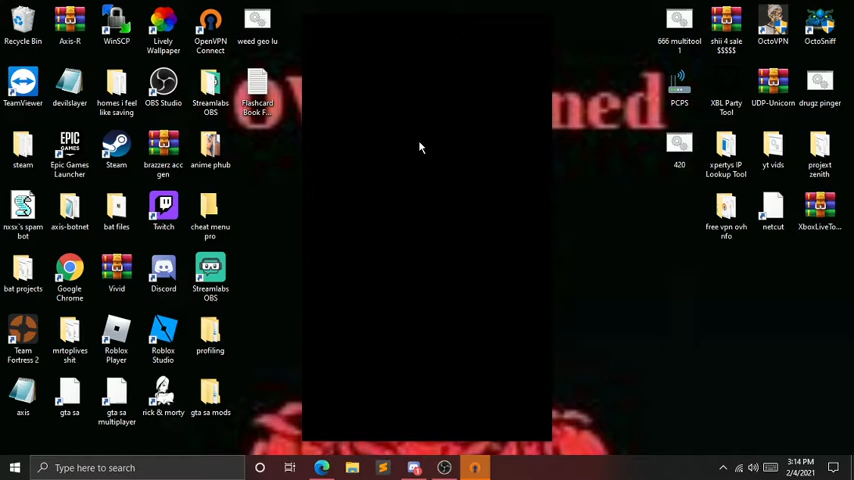 Recycle Bin
Axis-R
WinSCP
Lively
Wallpaper
OpenVPN
Connect
weed geo lu
666 multitool
1
shii 4 sale
$$$$$
OctoVPN
OctoSniff
ned
TeamViewer
devilslayer
homes i feel
like saving
OBS Studio
Streamlabs
OBS
Flashcard
Book F...
PCPS
XBL Party
Tool
UDP-Unicorn
drugz pinger
steam
Epic Games
Launcher
Steam
brazzerz acc
gen
anime phub
420
xpertys IP
Lookup Tool
yt vids
projext
zenith
nxsx's spam
bot
axis-botnet
bat files
Twitch
cheat menu
pro
free vpn ovh
nfo
netcut
XboxLiveTo...
bat projects
Google
Chrome
Vivid
Discord
Streamlabs
OBS
Team
Fortress 2
mrtoplives
shit
Roblox
Player
Roblox
Studio
profiling
axis
gta sa
gta sa
multiplayer
rick & morty
gta sa mods
Type here to search
3:14 PM
2/4/2021